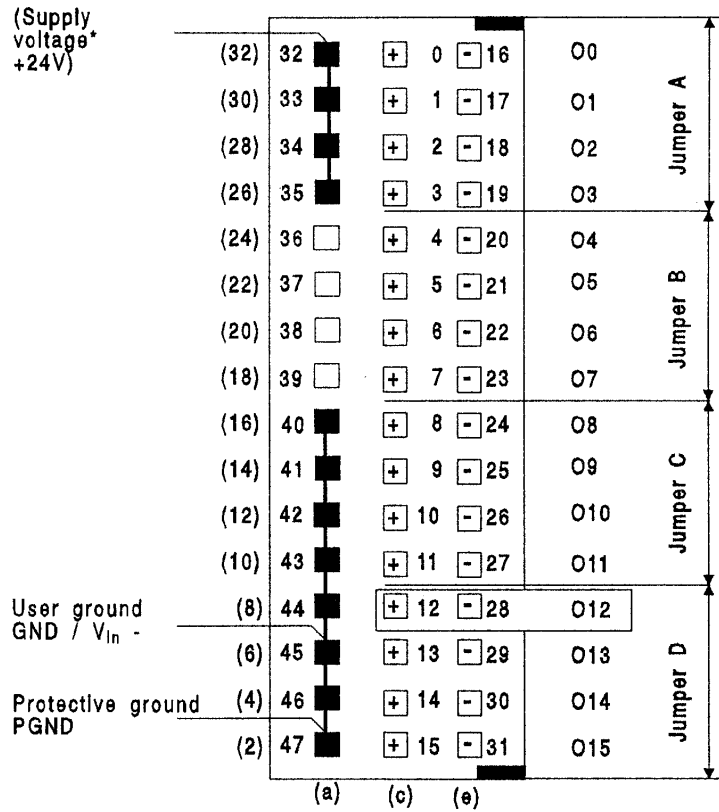 (Supply
voltage*
+24V)
(32) 32 + 0 - 16 O0
(30) 33 + 1 - 17 O1
(28) 34 + 2 - 18 O2
(26) 35 + 3 - 19 O3
Jumper A
(24) 36 + 4 - 20 O4
(22) 37 + 5 - 21 O5
(20) 38 + 6 - 22 O6
(18) 39 + 7 - 23 O7
Jumper B
(16) 40 + 8 - 24 O8
(14) 41 + 9 - 25 O9
(12) 42 + 10 - 26 O10
(10) 43 + 11 - 27 O11
Jumper C
User ground
GND / VIn -
(8) 44 + 12 - 28 O12
(6) 45 + 13 - 29 O13
Protective ground
PGND
(4) 46 + 14 - 30 O14
(2) 47 + 15 - 31 O15
Jumper D
(a) (c) (e)